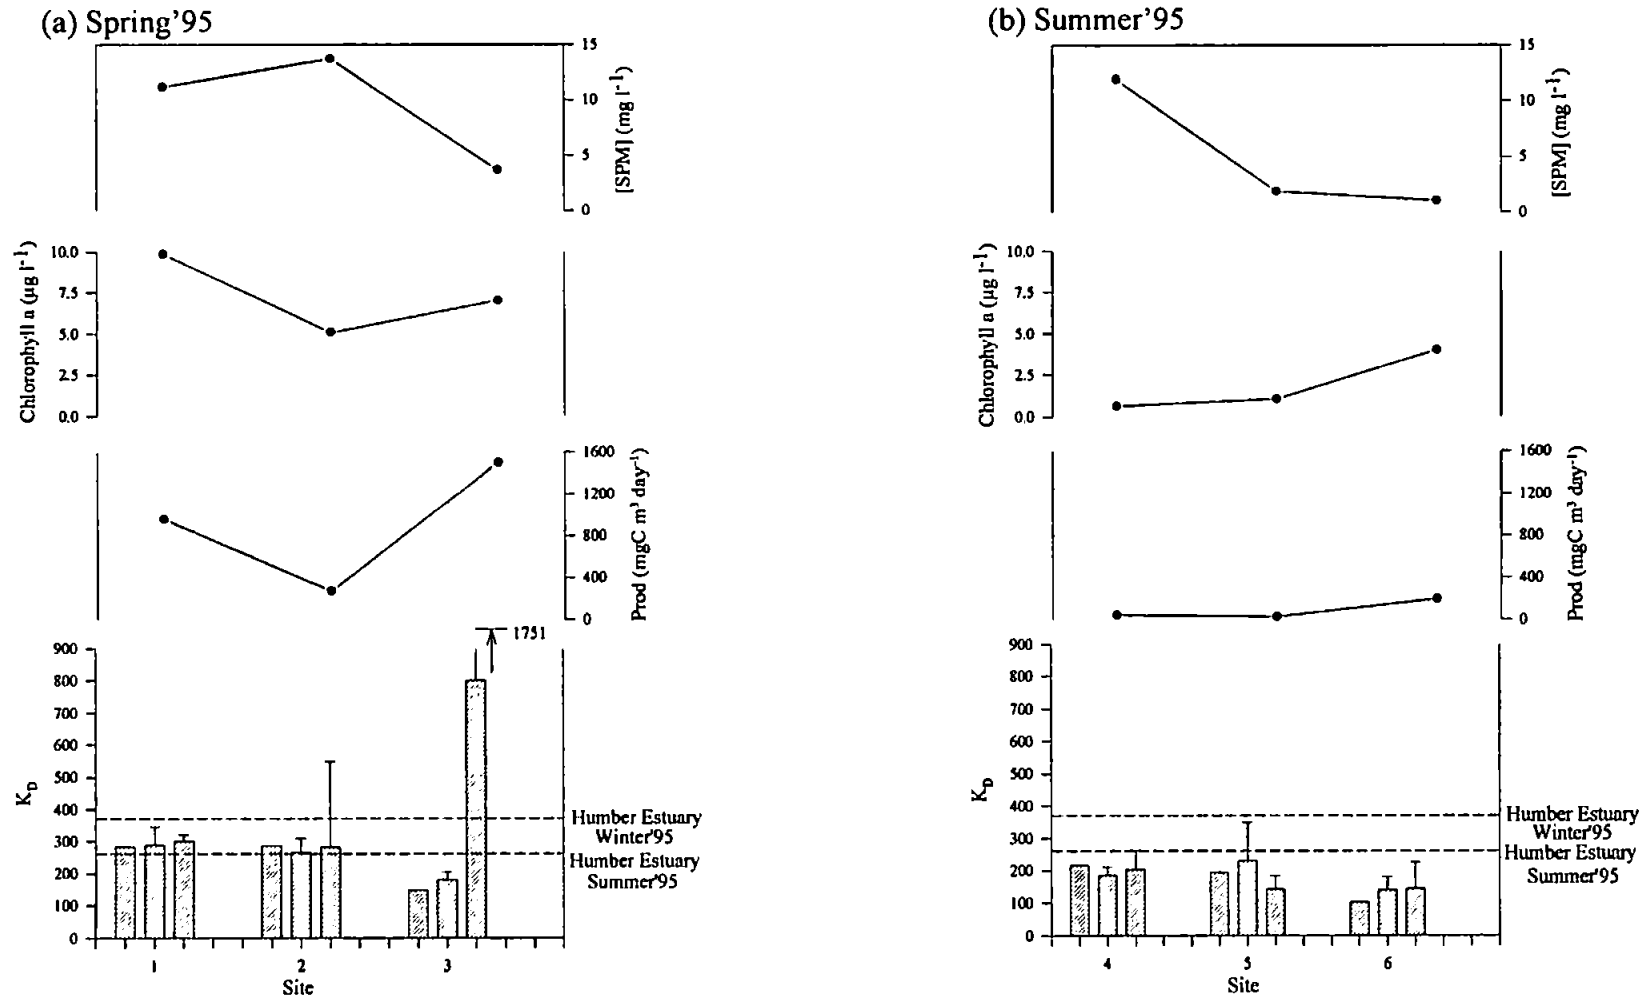 (a) Spring'95
15
10
5
0
[SPM] (mg l⁻¹)
10.0
7.5
5.0
2.5
0.0
Chlorophyll a (µg l⁻¹)
1600
1200
800
400
0
Prod (mgC m³ day⁻¹)
1751
900
800
700
600
500
400
300
200
100
0
K_D
Humber Estuary
Winter'95
Humber Estuary
Summer'95
1 2 3
Site
(b) Summer'95
15
10
5
0
[SPM] (mg l⁻¹)
10.0
7.5
5.0
2.5
0.0
Chlorophyll a (µg l⁻¹)
1600
1200
800
400
0
Prod (mgC m³ day⁻¹)
900
800
700
600
500
400
300
200
100
0
K_D
Humber Estuary
Winter'95
Humber Estuary
Summer'95
4 5 6
Site